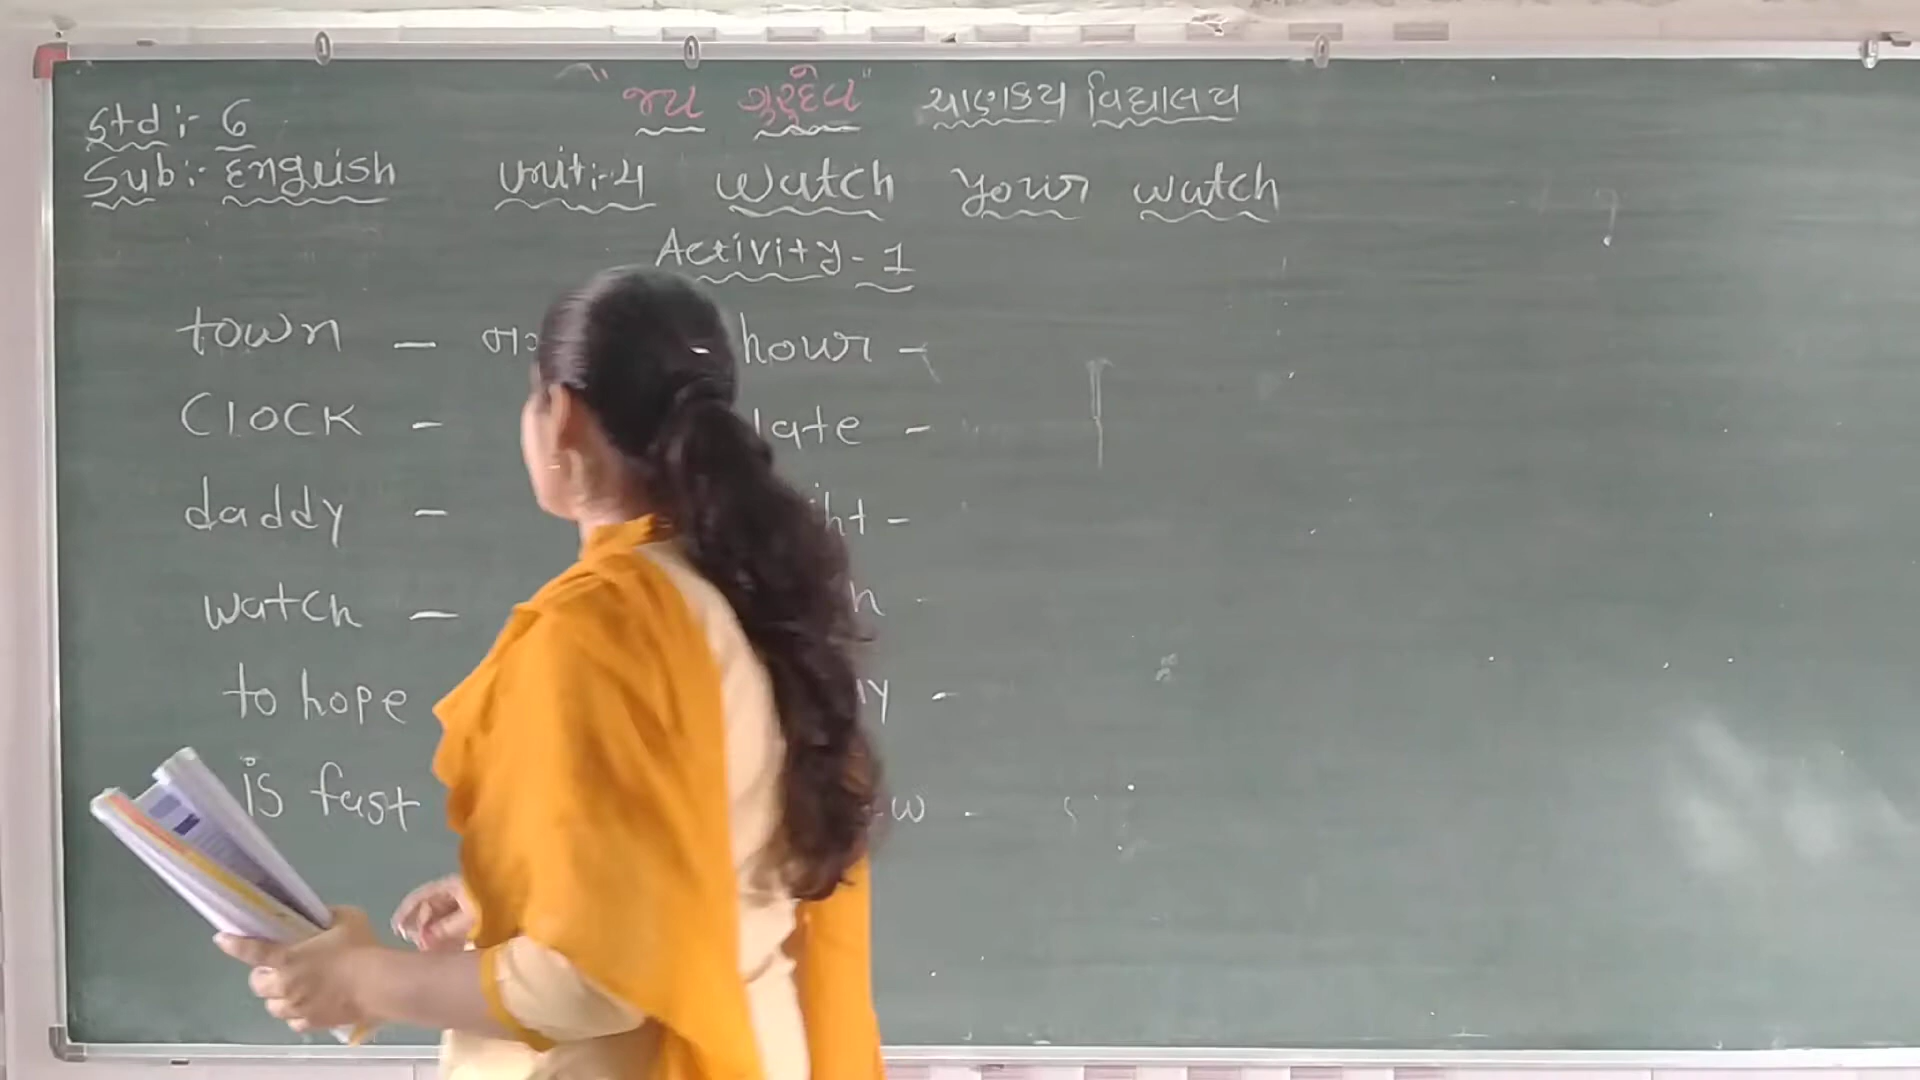 "જય ગુરુદેવ" ચાણક્ય વિદ્યાલય
Std :- 6
Sub :- English Unit :- 4 Watch Your watch
Activity - 1
town — hour -
Clock - late -
daddy -
watch —
to hope
is fast